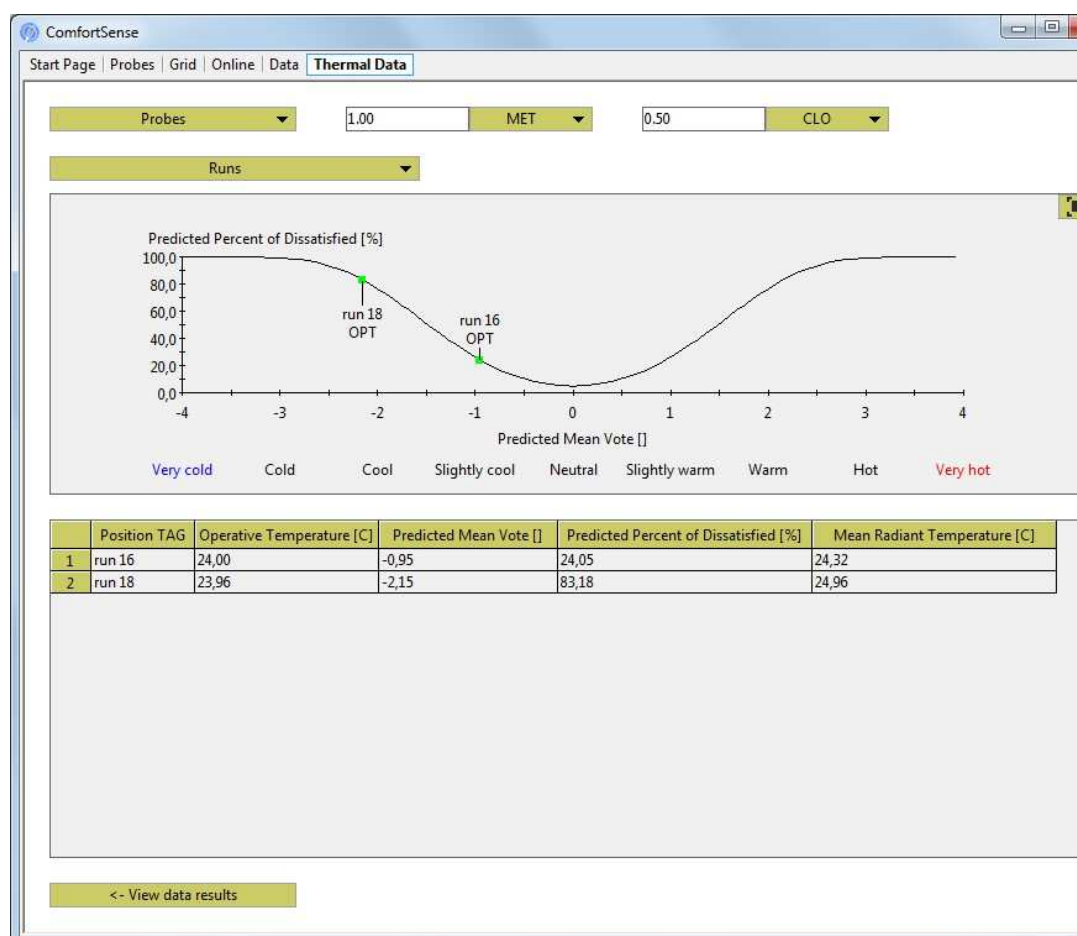 ComfortSense
Start Page | Probes | Grid | Online | Data | Thermal Data
Probes 1.00 MET 0.50 CLO
Runs
Predicted Percent of Dissatisfied [%]
100,0
80,0
60,0
40,0
20,0
0,0
run 18
OPT
run 16
OPT
-4 -3 -2 -1 0 1 2 3 4
Predicted Mean Vote []
Very cold Cold Cool Slightly cool Neutral Slightly warm Warm Hot Very hot
Position TAG Operative Temperature [C] Predicted Mean Vote [] Predicted Percent of Dissatisfied [%] Mean Radiant Temperature [C]
1 run 16 24,00 -0,95 24,05 24,32
2 run 18 23,96 -2,15 83,18 24,96
<- View data results